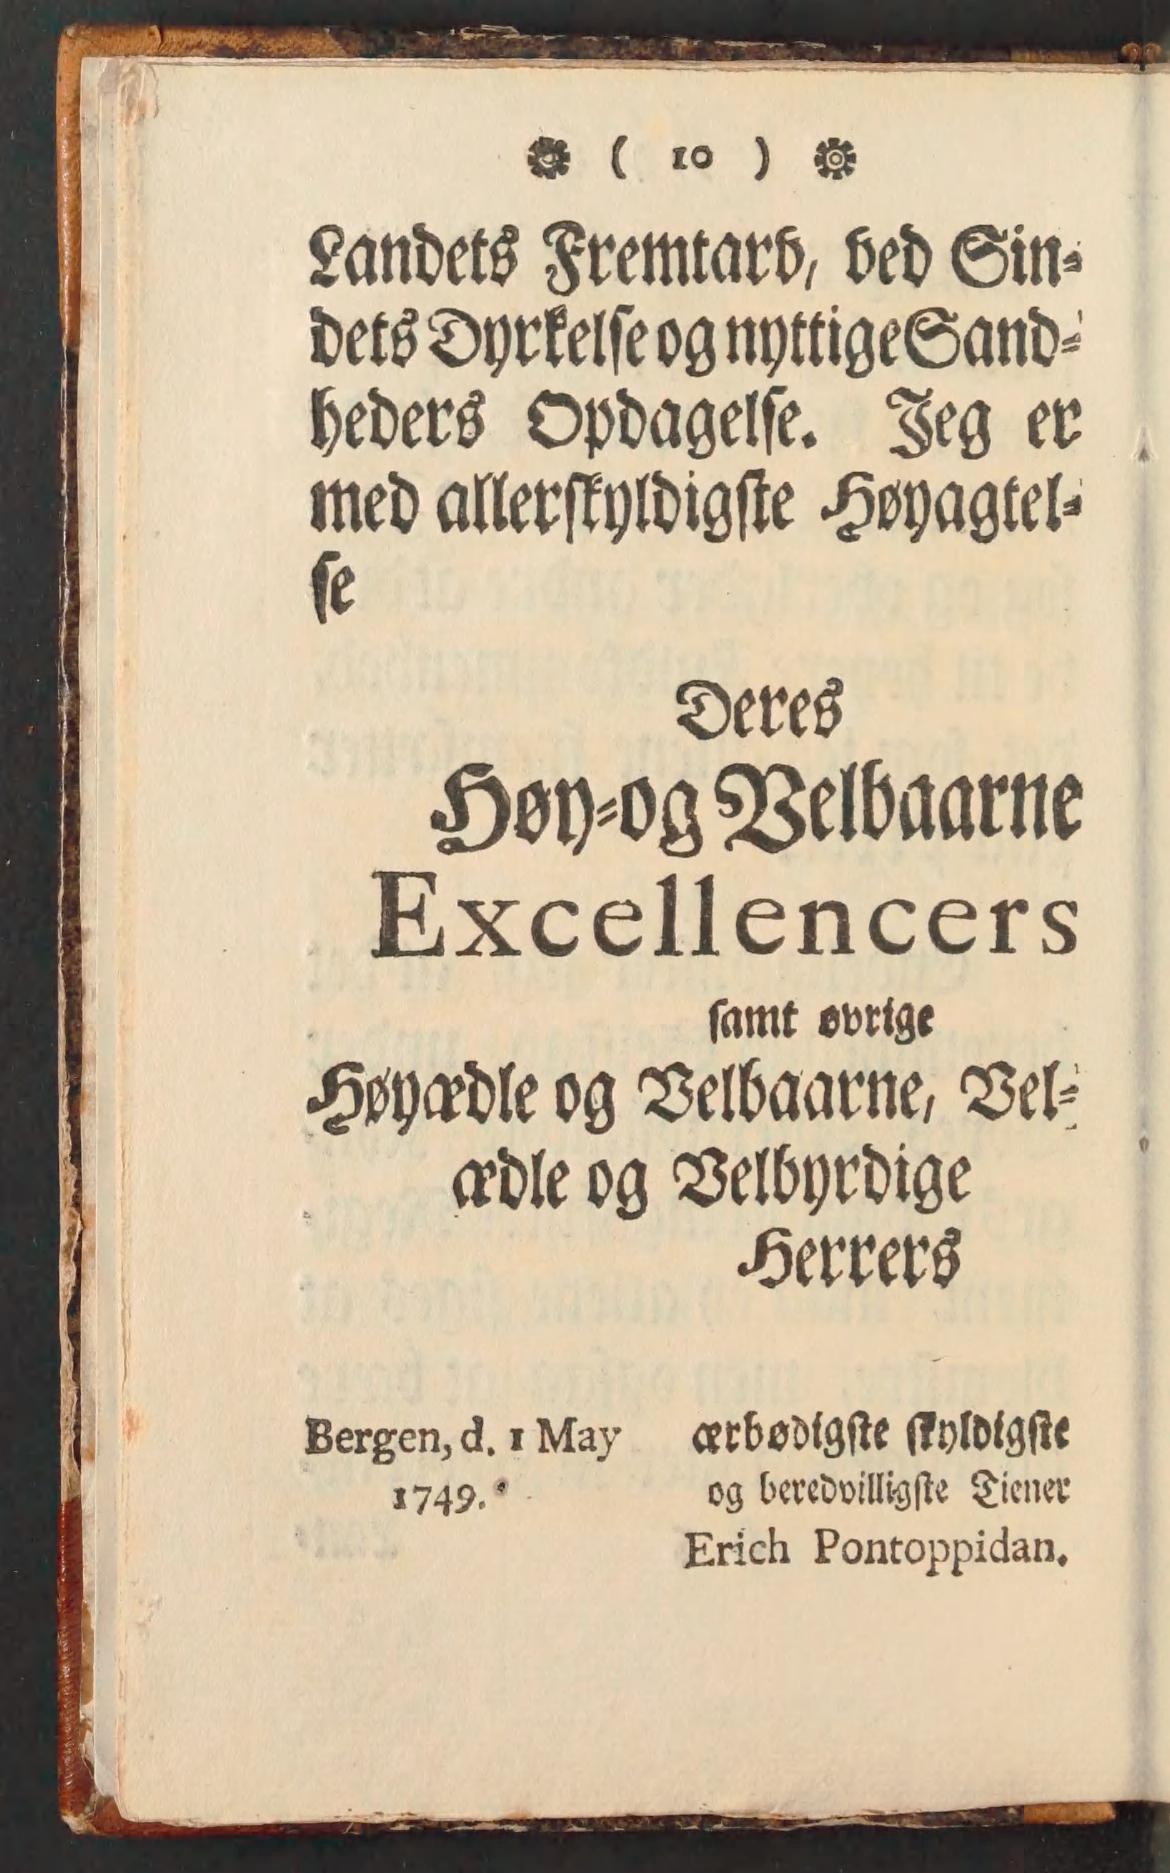 ( 10 )
Landets Fremtarv, ved Sin-
dets Dyrkelse og nyttige Sand-
heders Opdagelse. Jeg er
med allerskyldigste Høyagtel-
se
Deres
Høy-og Velbaarne
Excellencers
samt øvrige
Høyædle og Velbaarne, Vel-
ædle og Velbyrdige
Herrers
Bergen, d. 1 May
1749.
ærbødigste skyldigste
og beredvilligste Tiener
Erich Pontoppidan.